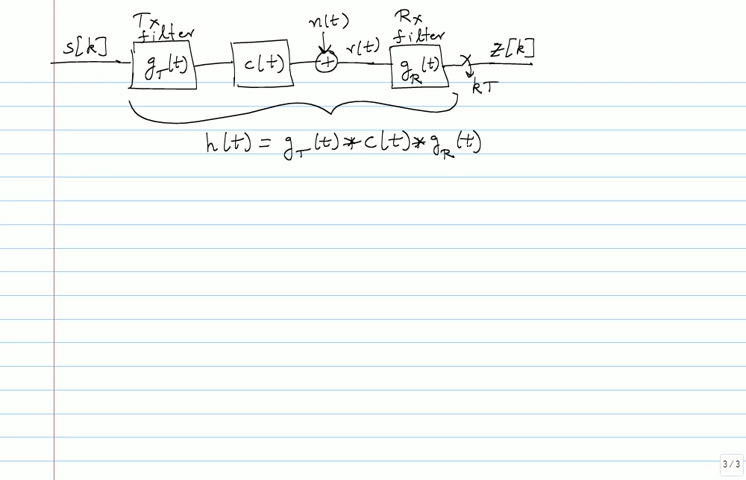 Tx filter
Rx filter
n(t)
s[k]
g_T(t)
c(t)
+
r(t)
g_R(t)
z[k]
kT
h(t) = g_T(t) * c(t) * g_R(t)
3 / 3